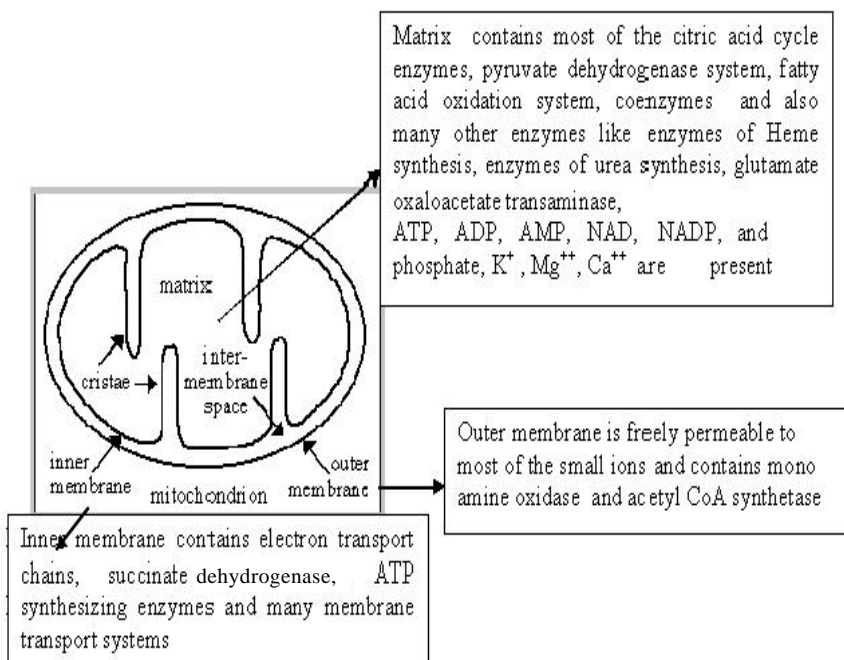 Matrix contains most of the citric acid cycle
enzymes, pyruvate dehydrogenase system, fatty
acid oxidation system, coenzymes and also
many other enzymes like enzymes of Heme
synthesis, enzymes of urea synthesis, glutamate
oxaloacetate transaminase,
ATP, ADP, AMP, NAD, NADP, and
phosphate, K⁺ , Mg⁺⁺, Ca⁺⁺ are present
matrix
cristae
inter-
membrane
space
inner
membrane
mitochondrion
outer
membrane
Outer membrane is freely permeable to
most of the small ions and contains mono
amine oxidase and acetyl CoA synthetase
Inner membrane contains electron transport
chains, succinate dehydrogenase, ATP
synthesizing enzymes and many membrane
transport systems